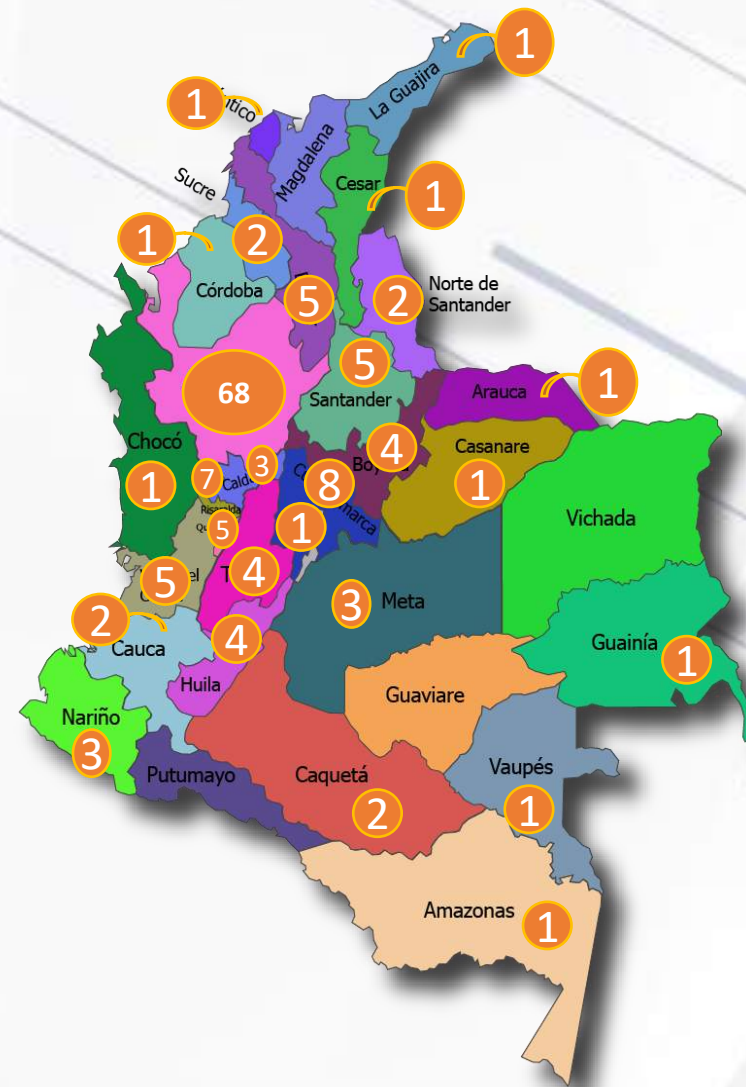 1
La Guajira
1
Magdalena
Cesar
1
Sucre
1
2
Córdoba
5
2
Norte de
Santander
5
Santander
68
Arauca
1
Chocó
1
7
3
4
Casanare
1
8
1
Vichada
5
5
4
3
Meta
2
Cauca
4
Huila
Guainía
1
Guaviare
Nariño
3
Putumayo
Caquetá
2
Vaupés
1
Amazonas
1